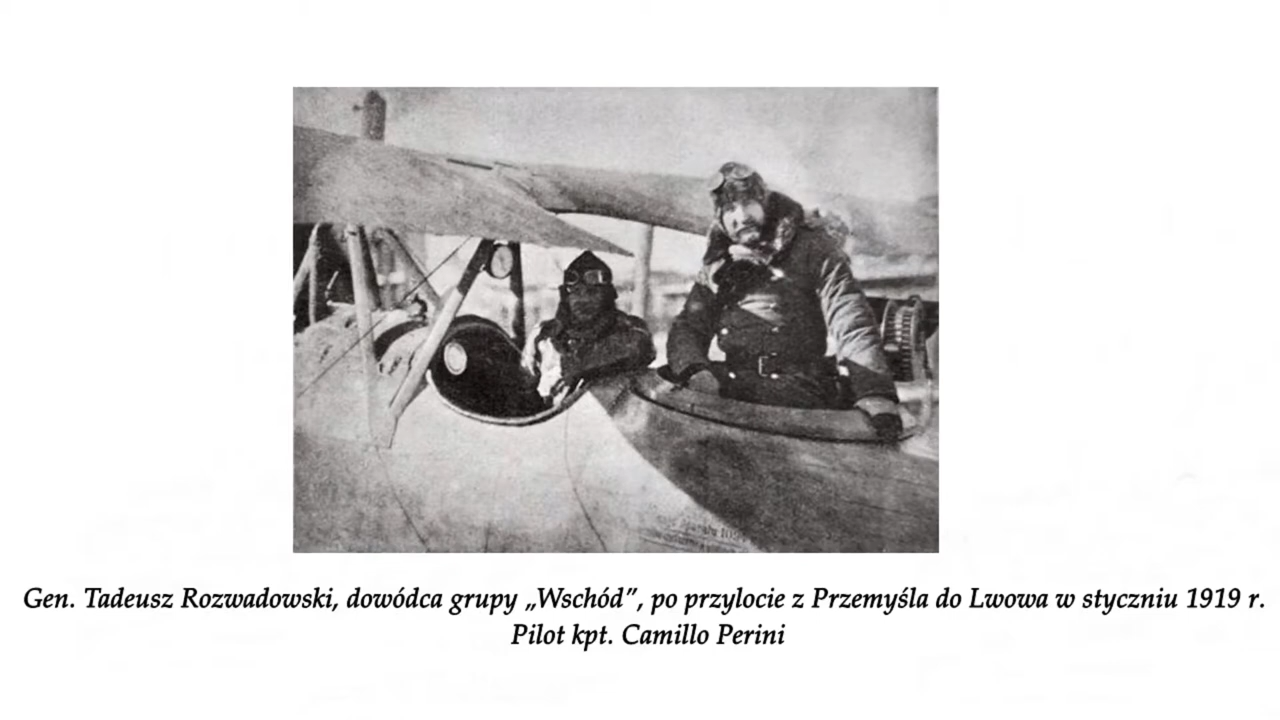 Gen. Tadeusz Rozwadowski, dowódca grupy „Wschód”, po przylocie z Przemyśla do Lwowa w styczniu 1919 r.
Pilot kpt. Camillo Perini